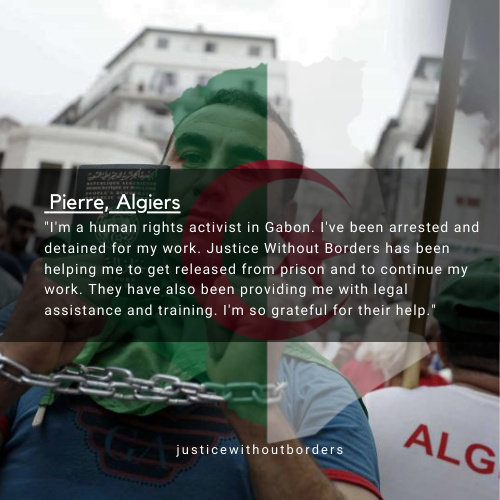 Pierre, Algiers
"I'm a human rights activist in Gabon. I've been arrested and
detained for my work. Justice Without Borders has been
helping me to get released from prison and to continue my
work. They have also been providing me with legal
assistance and training. I'm so grateful for their help."
ALG
justicewithoutborders